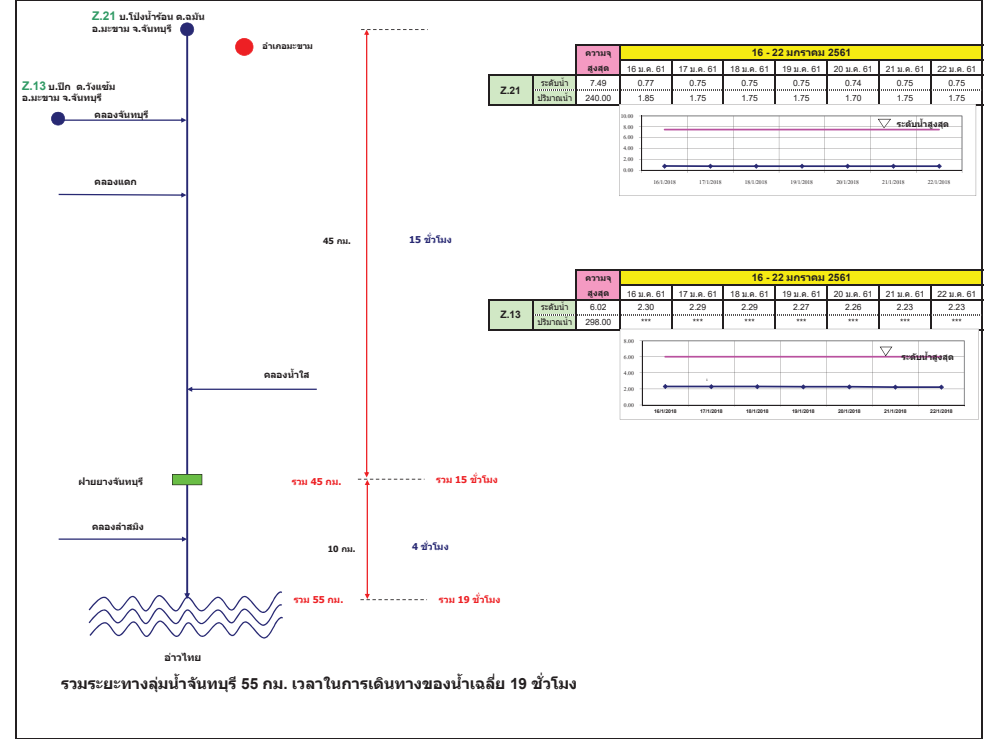 Z.21 บ.โป่งน้ำร้อน ต.ฉมัน
อ.มะขาม จ.จันทบุรี
อำเภอมะขาม
Z.13 บ.ปึก ต.วังแซ้ม
อ.มะขาม จ.จันทบุรี
คลองจันทบุรี
คลองแตก
45 กม.
15 ชั่วโมง
คลองน้ำใส
ฝายยางจันทบุรี
รวม 45 กม.
รวม 15 ชั่วโมง
คลองสำสมิง
10 กม.
4 ชั่วโมง
รวม 55 กม.
รวม 19 ชั่วโมง
อ่าวไทย
รวมระยะทางลุ่มน้ำจันทบุรี 55 กม. เวลาในการเดินทางของน้ำเฉลี่ย 19 ชั่วโมง
ความจุ 16 - 22 มกราคม 2561
สูงสุด 16 ม.ค. 61 17 ม.ค. 61 18 ม.ค. 61 19 ม.ค. 61 20 ม.ค. 61 21 ม.ค. 61 22 ม.ค. 61
Z.21
ระดับน้ำ 7.49 0.77 0.75 0.75 0.75 0.74 0.75 0.75
ปริมาณน้ำ 240.00 1.85 1.75 1.75 1.75 1.70 1.75 1.75
10.00
8.00
6.00
4.00
2.00
0.00
ระดับน้ำสูงสุด
16/1/2018 17/1/2018 18/1/2018 19/1/2018 20/1/2018 21/1/2018 22/1/2018
ความจุ 16 - 22 มกราคม 2561
สูงสุด 16 ม.ค. 61 17 ม.ค. 61 18 ม.ค. 61 19 ม.ค. 61 20 ม.ค. 61 21 ม.ค. 61 22 ม.ค. 61
Z.13
ระดับน้ำ 6.02 2.30 2.29 2.29 2.27 2.26 2.23 2.23
ปริมาณน้ำ 298.00 *** *** *** *** *** *** ***
8.00
6.00
4.00
2.00
0.00
ระดับน้ำสูงสุด
16/1/2018 17/1/2018 18/1/2018 19/1/2018 20/1/2018 21/1/2018 22/1/2018